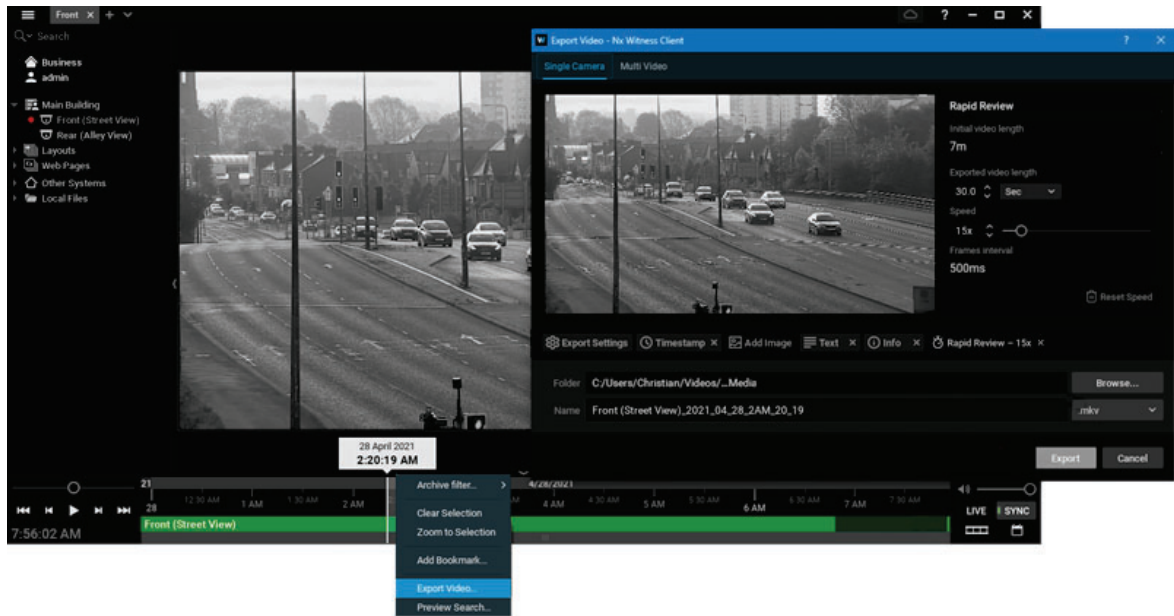 Front
?
Search
Business
admin
Main Building
Front (Street View)
Rear (Alley View)
Layouts
Web Pages
Other Systems
Local Files
W Export Video - Nx Witness Client ?
Single Camera Multi Video
Rapid Review
Initial video length
7m
Exported video length
30.0 Sec
Speed
15x
Frames interval
500ms
Reset Speed
Export Settings Timestamp Add Image Text Info Rapid Review – 15x
Folder C:/Users/Christian/Videos/...Media Browse...
Name Front (Street View)_2021_04_28_2AM_20_19 .mkv
Export Cancel
28 April 2021
2:20:19 AM
Archive filter...
Clear Selection
Zoom to Selection
Add Bookmark...
Export Video...
Preview Search...
21 4/28/2021
28 12:30 AM 1 AM 1:30 AM 2 AM 4 AM 4:30 AM 5 AM 5:30 AM 6 AM 6:30 AM 7 AM 7:30 AM
Front (Street View)
7:56:02 AM
LIVE SYNC